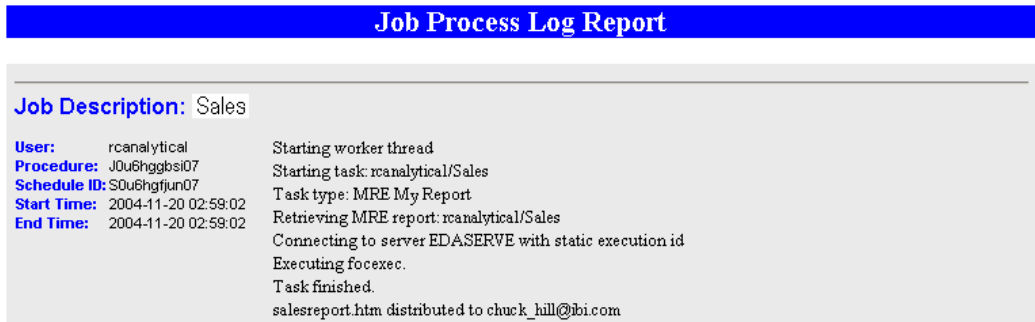 Job Process Log Report
Job Description: Sales
User: rcanalytical
Procedure: J0u6hggbsi07
Schedule ID: S0u6hgfjun07
Start Time: 2004-11-20 02:59:02
End Time: 2004-11-20 02:59:02
Starting worker thread
Starting task: rcanalytical/Sales
Task type: MRE My Report
Retrieving MRE report: rcanalytical/Sales
Connecting to server EDASERVE with static execution id
Executing focexec.
Task finished.
salesreport.htm distributed to chuck_hill@ibi.com